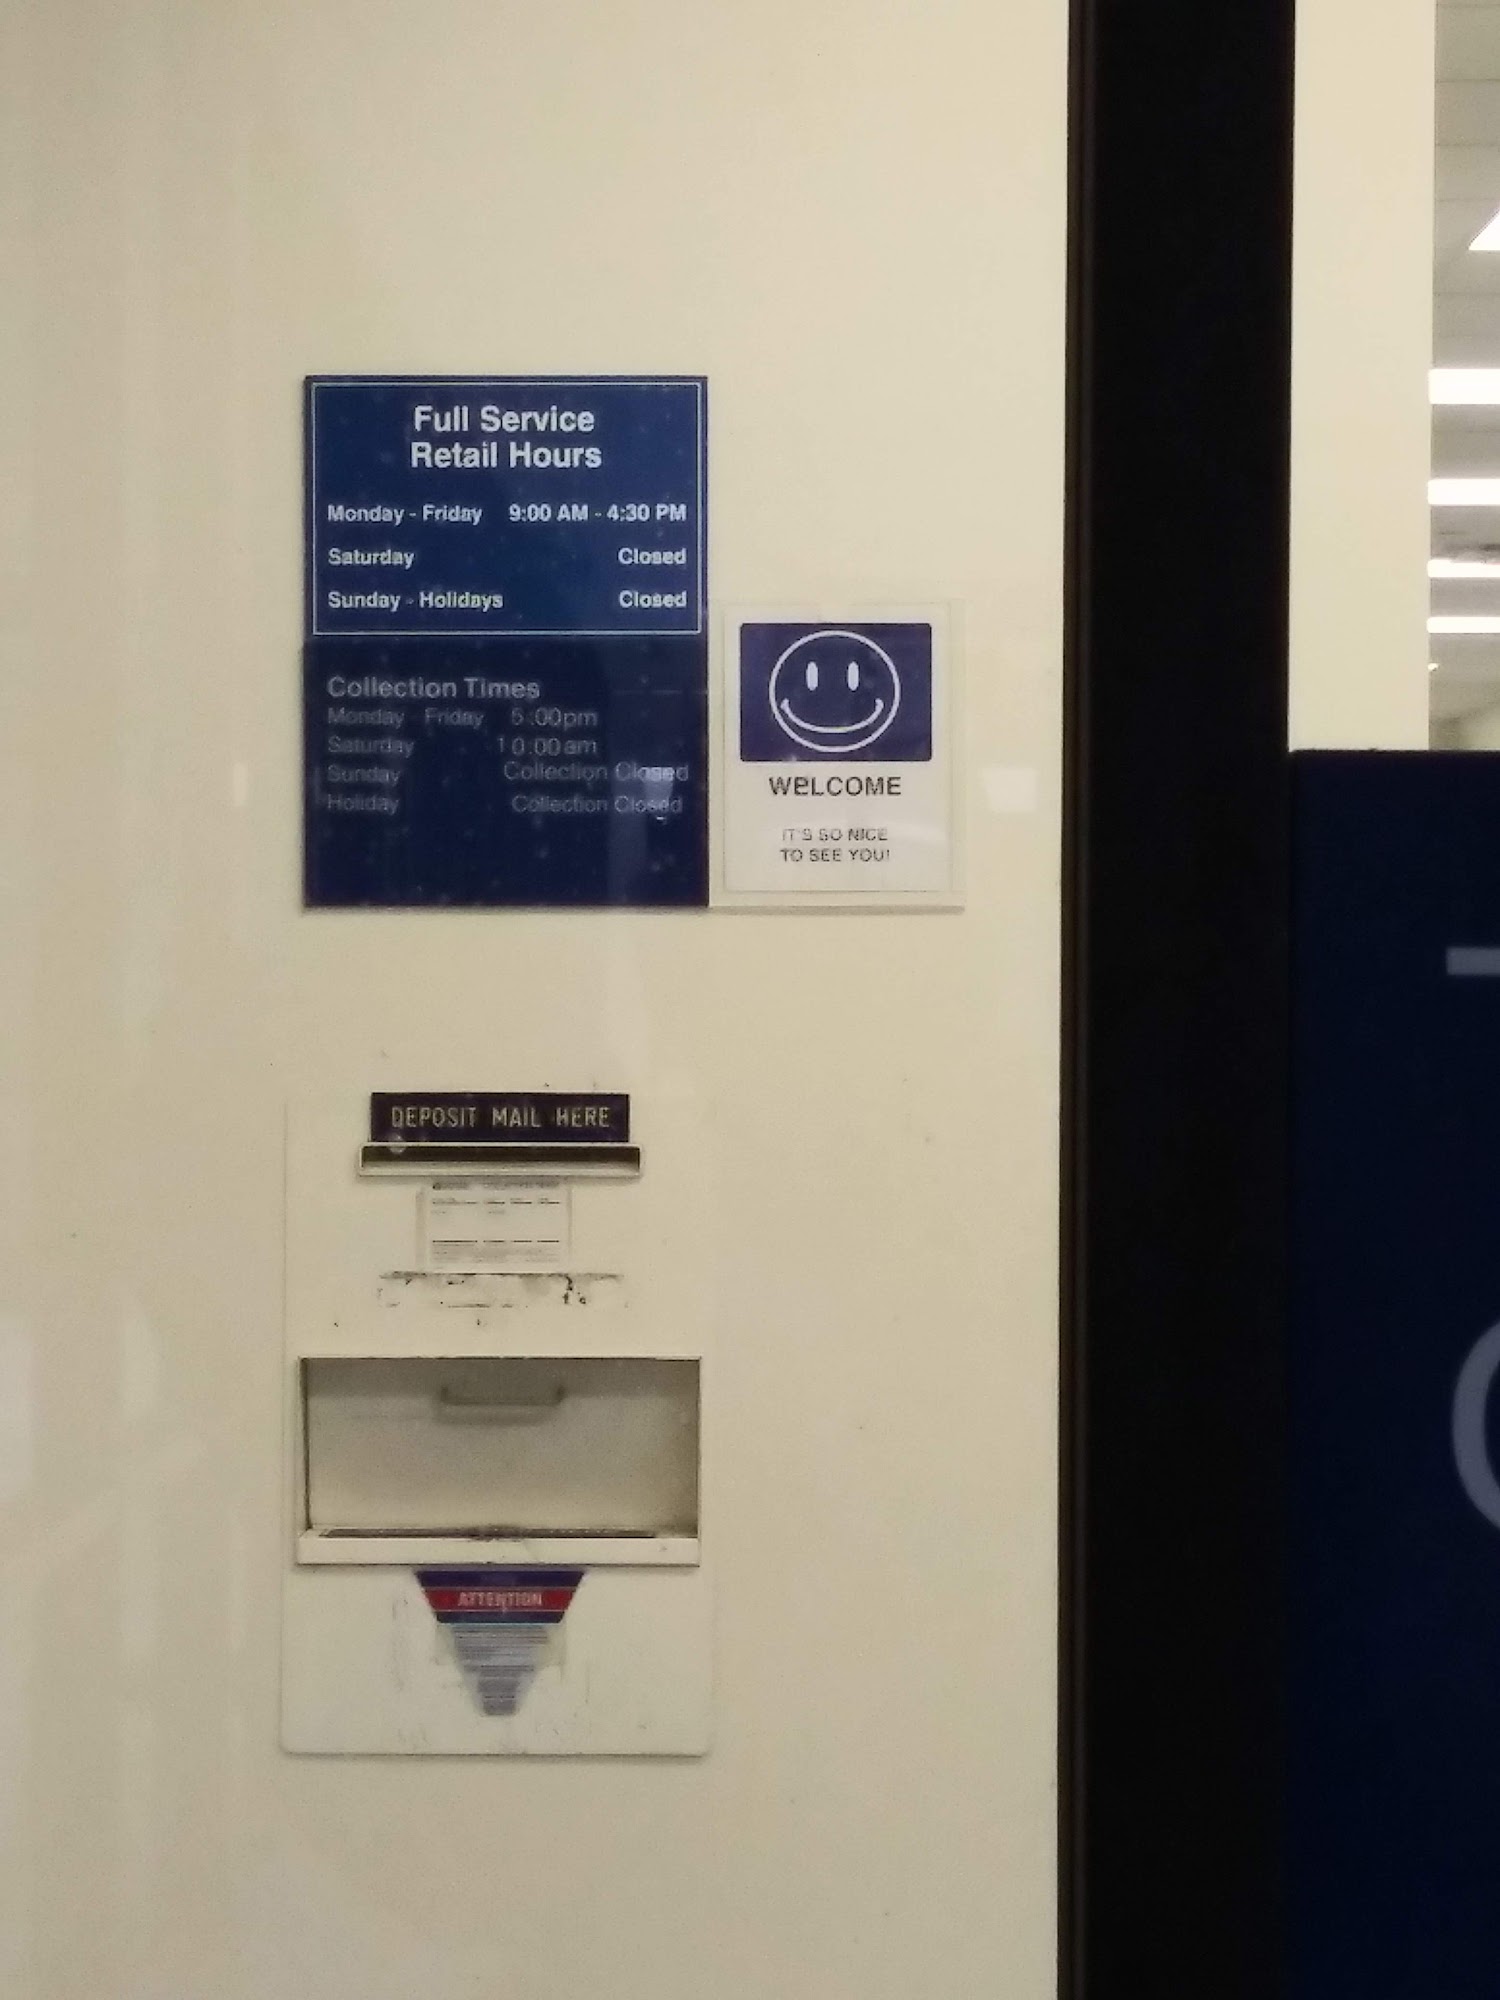 Full Service
Retail Hours
Monday - Friday 9:00 AM - 4:30 PM
Saturday Closed
Sunday - Holidays Closed
Collection Times
Monday Friday 5:00pm
Saturday 10:00am
Sunday Collection Closed
Holiday Collection Closed
WELCOME
IT'S SO NICE
TO SEE YOU!
DEPOSIT MAIL HERE
ATTENTION